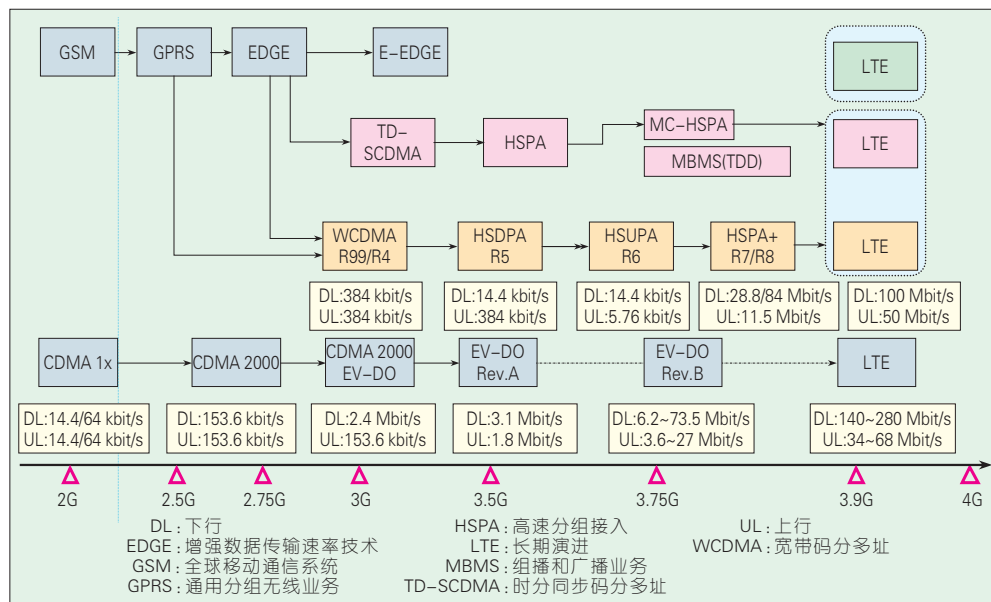 GSM
GPRS
EDGE
E-EDGE
LTE
TD-
SCDMA
HSPA
MC-HSPA
MBMS(TDD)
LTE
WCDMA
R99/R4
HSDPA
R5
HSUPA
R6
HSPA+
R7/R8
LTE
DL:384 kbit/s
UL:384 kbit/s
DL:14.4 kbit/s
UL:384 kbit/s
DL:14.4 kbit/s
UL:5.76 kbit/s
DL:28.8/84 Mbit/s
UL:11.5 Mbit/s
DL:100 Mbit/s
UL:50 Mbit/s
CDMA 1x
CDMA 2000
CDMA 2000
EV-DO
EV-DO
Rev.A
EV-DO
Rev.B
LTE
DL:14.4/64 kbit/s
UL:14.4/64 kbit/s
DL:153.6 kbit/s
UL:153.6 kbit/s
DL:2.4 Mbit/s
UL:153.6 kbit/s
DL:3.1 Mbit/s
UL:1.8 Mbit/s
DL:6.2~73.5 Mbit/s
UL:3.6~27 Mbit/s
DL:140~280 Mbit/s
UL:34~68 Mbit/s
2G
2.5G
2.75G
3G
3.5G
3.75G
3.9G
4G
DL:下行
EDGE:增强数据传输速率技术
GSM:全球移动通信系统
GPRS:通用分组无线业务
HSPA:高速分组接入
LTE:长期演进
MBMS:组播和广播业务
TD-SCDMA:时分同步码分多址
UL:上行
WCDMA:宽带码分多址